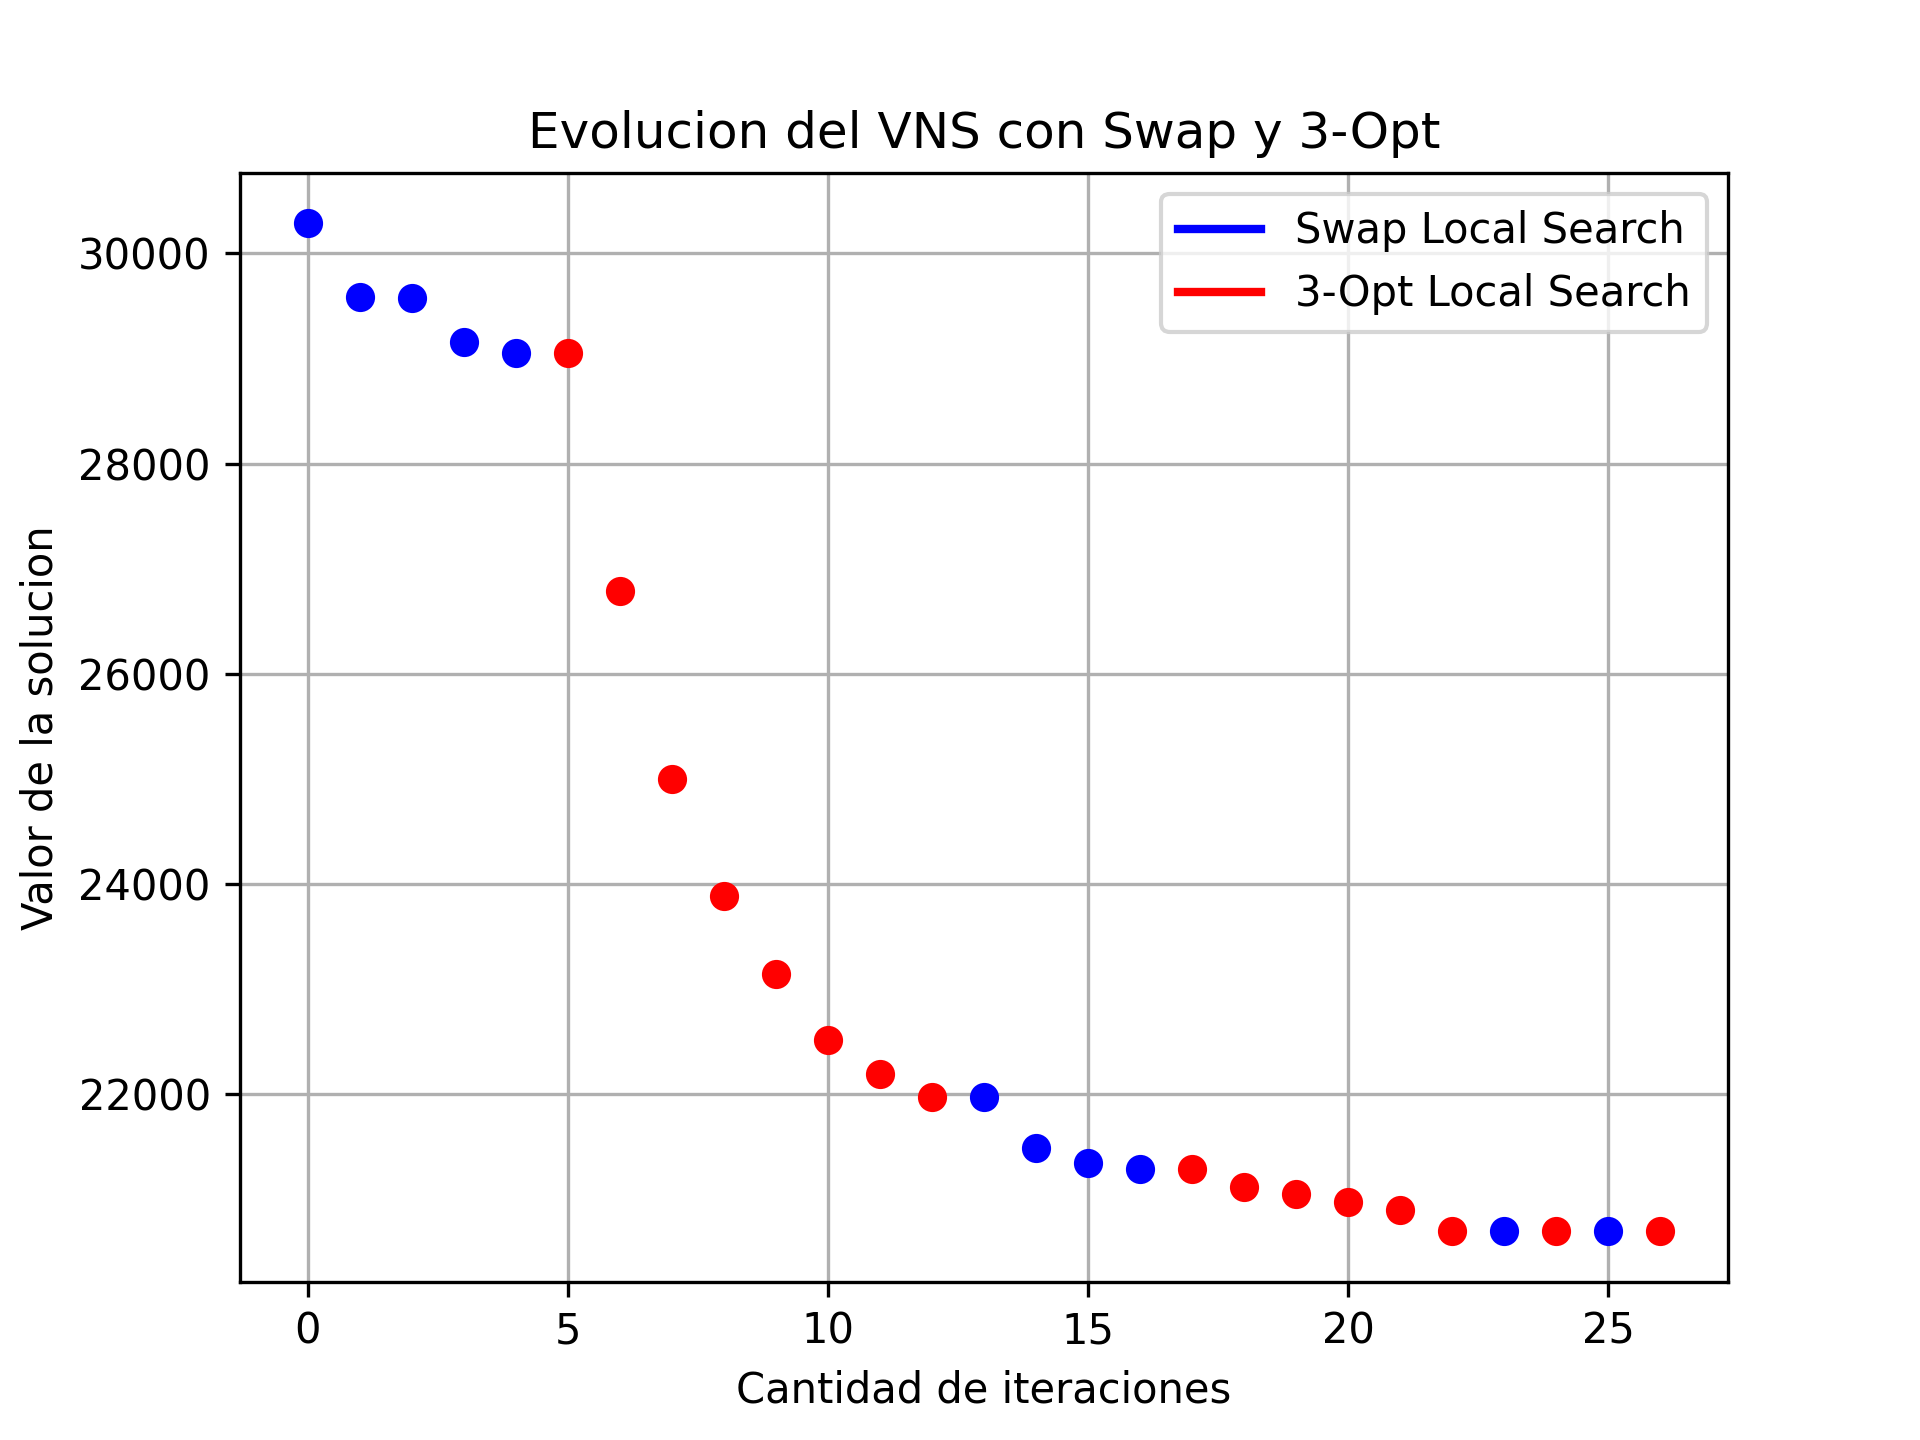 Evolucion del VNS con Swap y 3-Opt
Swap Local Search
3-Opt Local Search
30000
28000
26000
24000
22000
Valor de la solucion
0 5 10 15 20 25
Cantidad de iteraciones